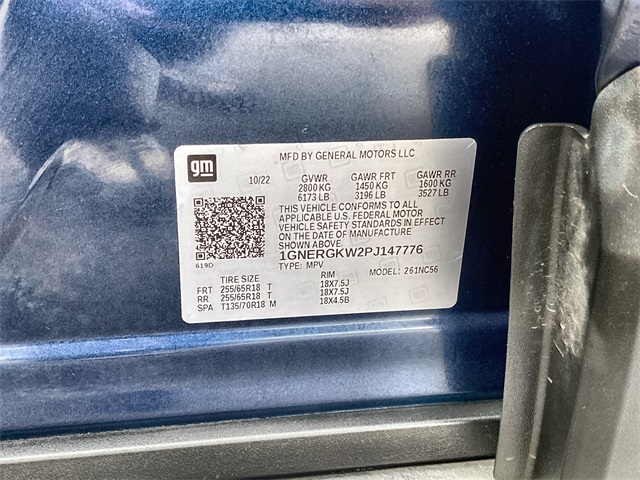 gm
MFD BY GENERAL MOTORS LLC
10/22 GVWR GAWR FRT GAWR RR
2800 KG 1450 KG 1600 KG
6173 LB 3196 LB 3527 LB
THIS VEHICLE CONFORMS TO ALL
APPLICABLE U.S. FEDERAL MOTOR
VEHICLE SAFETY STANDARDS IN EFFECT
ON THE DATE OF MANUFACTURE
SHOWN ABOVE.
1GNERGKW2PJ147776
619D TYPE: MPV MODEL: 261NC56
TIRE SIZE RIM
FRT 255/65R18 T 18X7.5J
RR 255/65R18 T 18X7.5J
SPA T135/70R18 M 18X4.5B